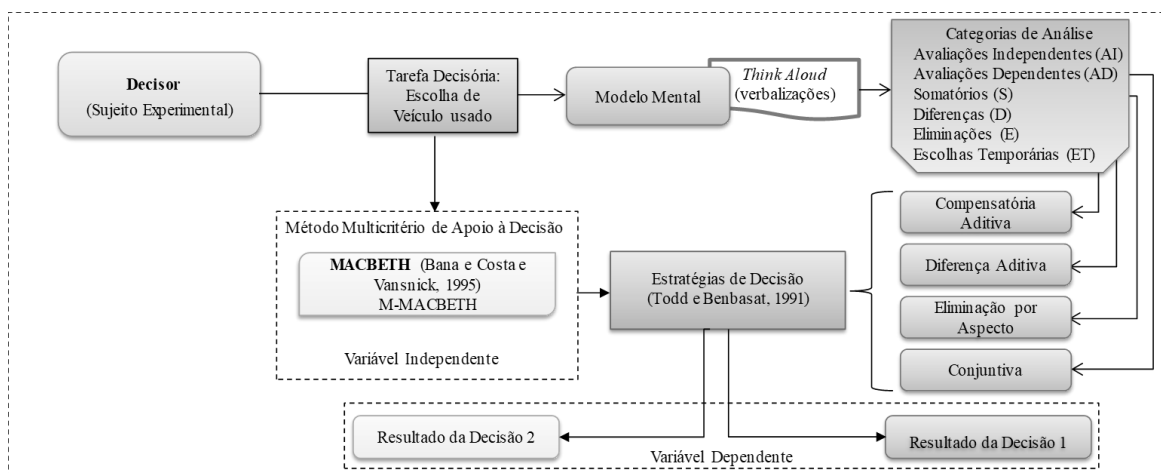 Decisor
(Sujeito Experimental)
Tarefa Decisória:
Escolha de
Veículo usado
Modelo Mental
Think Aloud
(verbalizações)
Categorias de Análise
Avaliações Independentes (AI)
Avaliações Dependentes (AD)
Somatórios (S)
Diferenças (D)
Eliminações (E)
Escolhas Temporárias (ET)
Método Multicritério de Apoio à Decisão
MACBETH (Bana e Costa e
Vansnick, 1995)
M-MACBETH
Variável Independente
Estratégias de Decisão
(Todd e Benbasat, 1991)
Compensatória
Aditiva
Diferença Aditiva
Eliminação por
Aspecto
Conjuntiva
Resultado da Decisão 2
Resultado da Decisão 1
Variável Dependente